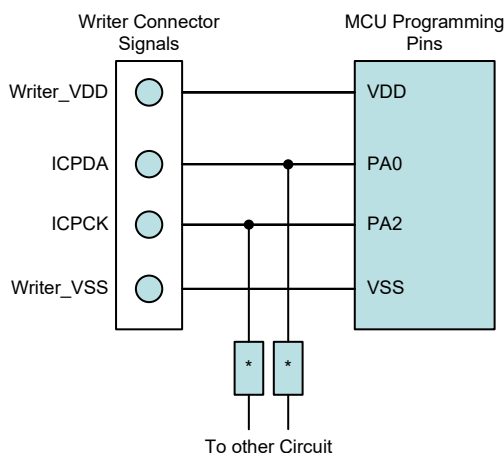 Writer Connector
Signals
MCU Programming
Pins
Writer_VDD
VDD
ICPDA
PA0
ICPCK
PA2
Writer_VSS
VSS
*
*
To other Circuit